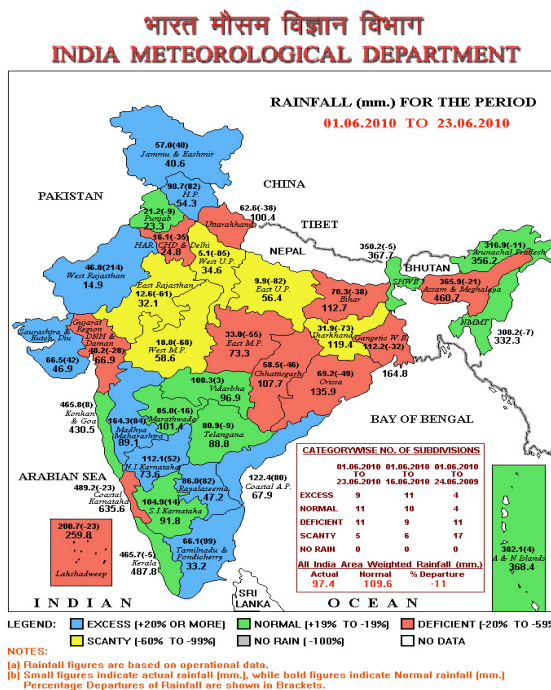 भारत मौसम विज्ञान विभाग
INDIA METEOROLOGICAL DEPARTMENT
RAINFALL (mm.) FOR THE PERIOD
01.06.2010 TO 23.06.2010
57.0(40)
Jammu & Kashmir
40.6
98.7(82)
H.P.
54.3
CHINA
PAKISTAN
21.2(-9)
Punjab
23.3
62.6(-38)
100.4
Uttarakhand
TIBET
16.1(-35)
HAR. CHD & Delhi
24.8
NEPAL
5.1(-85)
West U.P.
34.6
350.2(-5)
367.7
316.9(-11)
Arunachal Pradesh
356.2
BHUTAN
46.8(214)
West Rajasthan
14.9
East Rajasthan
12.6(-61)
32.1
9.9(-82)
East U.P.
56.4
70.3(-38)
Bihar
112.7
SHWB
365.9(-21)
Assam & Meghalaya
460.7
NMMT
308.2(-7)
332.3
Saurashtra &
Kutch, Diu
66.5(42)
46.9
Gujarat
Region
DNH &
Daman
48.2(-28)
66.9
18.8(-68)
West M.P.
58.6
33.0(-55)
East M.P.
73.3
31.9(-73)
Jharkhand
119.4
Gangetic W.B
112.2(-32)
164.8
58.5(-46)
Chhattisgarh
107.7
69.2(-49)
Orissa
135.9
100.3(3)
Vidarbha
96.9
465.8(8)
Konkan
& Goa
430.5
164.3(84)
Madhya
Maharashtra
89.1
85.0(-16)
Marathwada
101.4
80.9(-9)
Telangana
88.8
BAY OF BENGAL
ARABIAN SEA
112.1(52)
N.I.Karnataka
73.6
489.2(-23)
Coastal
Karnataka
635.6
86.0(82)
Rayalaseema
47.2
122.4(80)
Coastal A.P.
67.9
104.9(14)
S.I.Karnataka
91.8
200.7(-23)
259.8
Lakshadweep
465.7(-5)
Kerala
487.8
66.1(99)
Tamilnadu &
Pondicherry
33.2
CATEGORYWISE NO. OF SUBDIVISIONS
01.06.2010 01.06.2010 01.06.2010
TO TO TO
23.06.2010 16.06.2010 24.06.2009
EXCESS 9 11 4
NORMAL 11 10 4
DEFICIENT 11 9 11
SCANTY 5 6 17
NO RAIN 0 0 0
All India Area Weighted Rainfall (mm.)
Actual Normal % Departure
97.4 109.6 -11
382.1(4)
A & N Islands
368.4
SRI
LANKA
INDIAN OCEAN
LEGEND: EXCESS (+20% OR MORE) NORMAL (+19% TO -19%) DEFICIENT (-20% TO -59%
SCANTY (-60% TO -99%) NO RAIN (-100%) NO DATA
NOTES:
(a) Rainfall figures are based on operational data.
(b) Small figures indicate actual rainfall (mm.), while bold figures indicate Normal rainfall (mm.)
Percentage Departures of Rainfall are shown in Brackets.